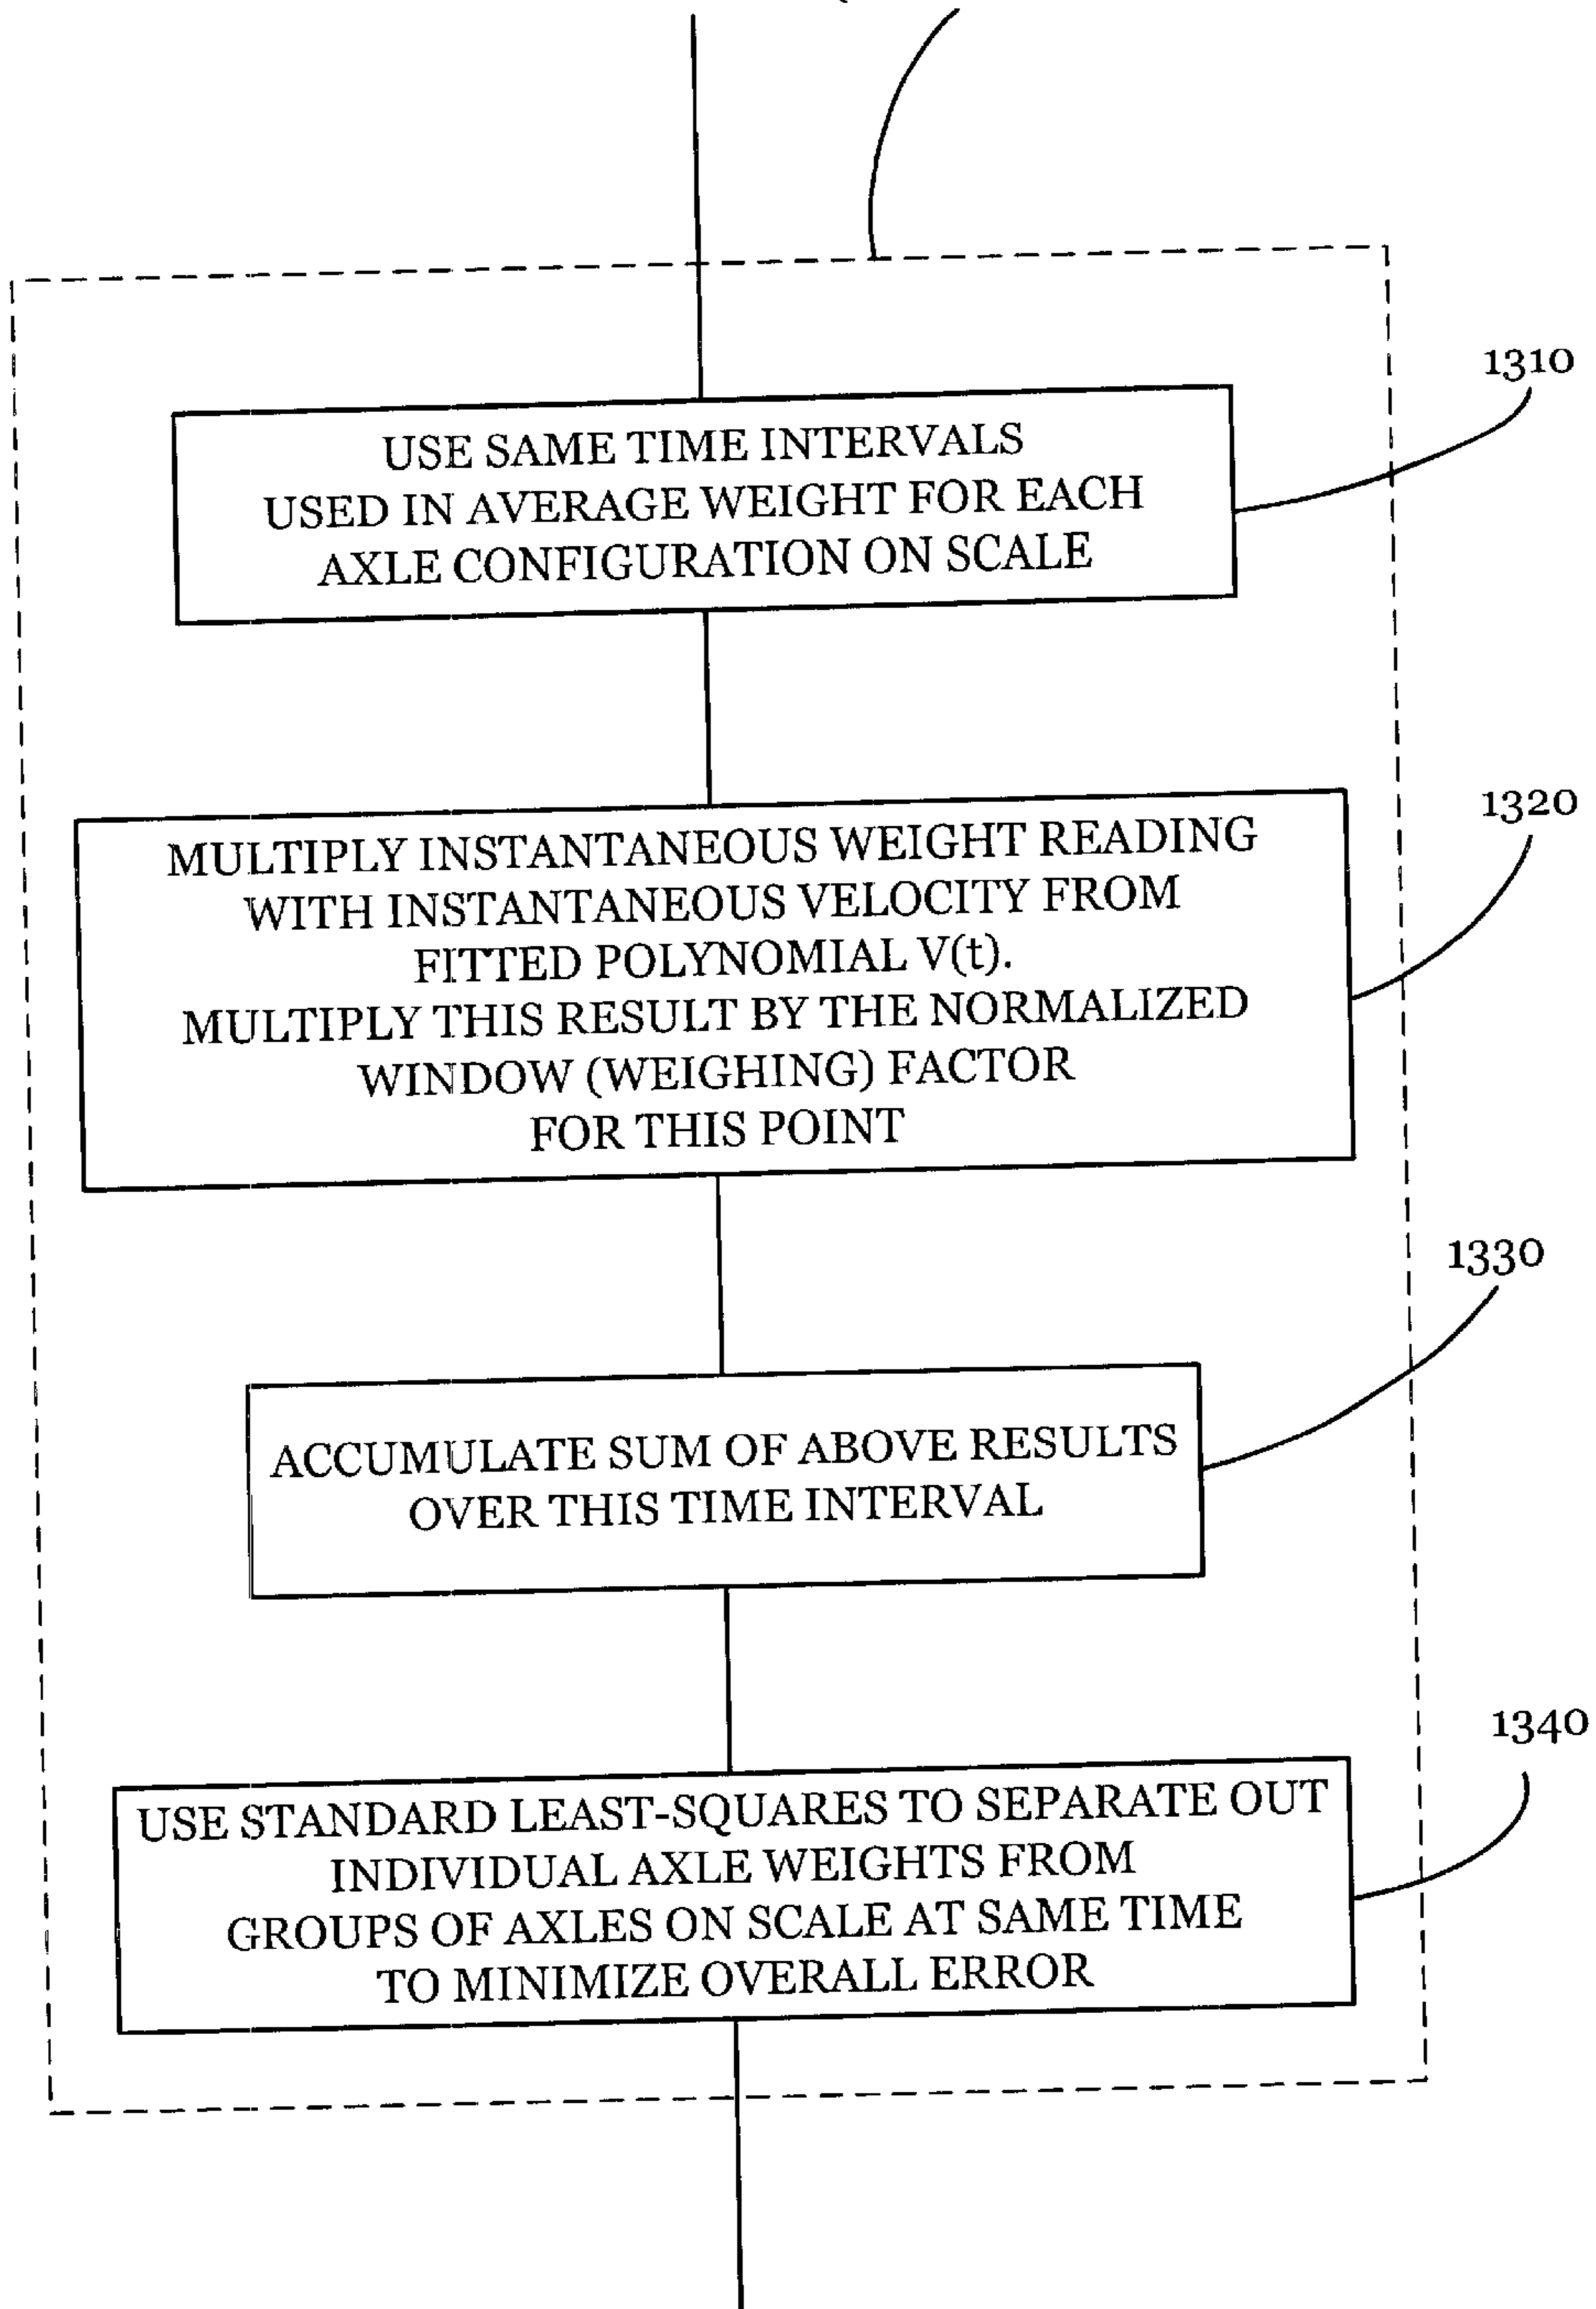 1310
USE SAME TIME INTERVALS
USED IN AVERAGE WEIGHT FOR EACH
AXLE CONFIGURATION ON SCALE
1320
MULTIPLY INSTANTANEOUS WEIGHT READING
WITH INSTANTANEOUS VELOCITY FROM
FITTED POLYNOMIAL V(t).
MULTIPLY THIS RESULT BY THE NORMALIZED
WINDOW (WEIGHING) FACTOR
FOR THIS POINT
1330
ACCUMULATE SUM OF ABOVE RESULTS
OVER THIS TIME INTERVAL
1340
USE STANDARD LEAST-SQUARES TO SEPARATE OUT
INDIVIDUAL AXLE WEIGHTS FROM
GROUPS OF AXLES ON SCALE AT SAME TIME
TO MINIMIZE OVERALL ERROR